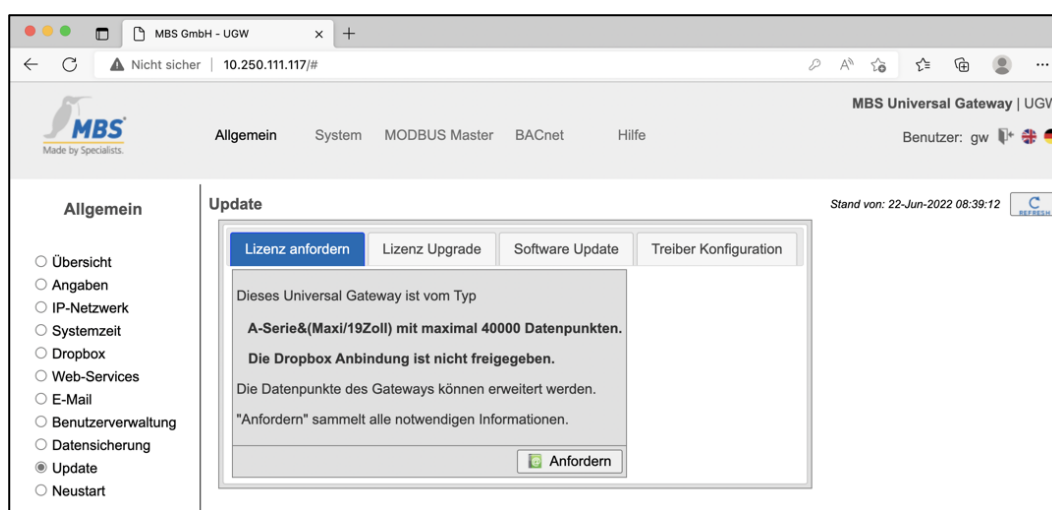 MBS GmbH - UGW
Nicht sicher | 10.250.111.117/#
MBS Universal Gateway | UGW
MBS
Made by Specialists.
Allgemein System MODBUS Master BACnet Hilfe
Benutzer: gw
Allgemein
Update
Stand von: 22-Jun-2022 08:39:12
REFRESH
Lizenz anfordern Lizenz Upgrade Software Update Treiber Konfiguration
Übersicht
Angaben
IP-Netzwerk
Systemzeit
Dropbox
Web-Services
E-Mail
Benutzerverwaltung
Datensicherung
Update
Neustart
Dieses Universal Gateway ist vom Typ
A-Serie&(Maxi/19Zoll) mit maximal 40000 Datenpunkten.
Die Dropbox Anbindung ist nicht freigegeben.
Die Datenpunkte des Gateways können erweitert werden.
"Anfordern" sammelt alle notwendigen Informationen.
Anfordern